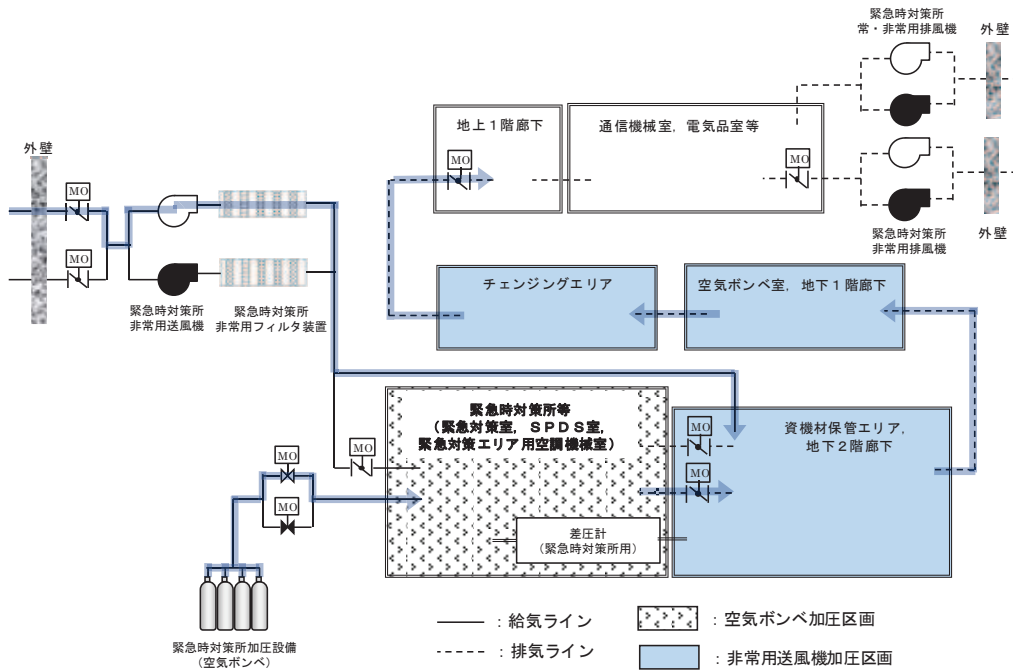 緊急時対策所
常・非常用排風機
外壁
地上1階廊下
通信機械室，電気品室等
MO
MO
外壁
MO
MO
緊急時対策所
非常用排風機
外壁
緊急時対策所
非常用送風機
緊急時対策所
非常用フィルタ装置
チェンジングエリア
空気ボンベ室，地下1階廊下
緊急時対策所等
（緊急対策室，ＳＰＤＳ室，
緊急対策エリア用空調機械室）
MO
MO
資機材保管エリア，
地下2階廊下
MO
MO
MO
差圧計
（緊急時対策所用）
緊急時対策所加圧設備
（空気ボンベ）
：給気ライン
：空気ボンベ加圧区画
：排気ライン
：非常用送風機加圧区画